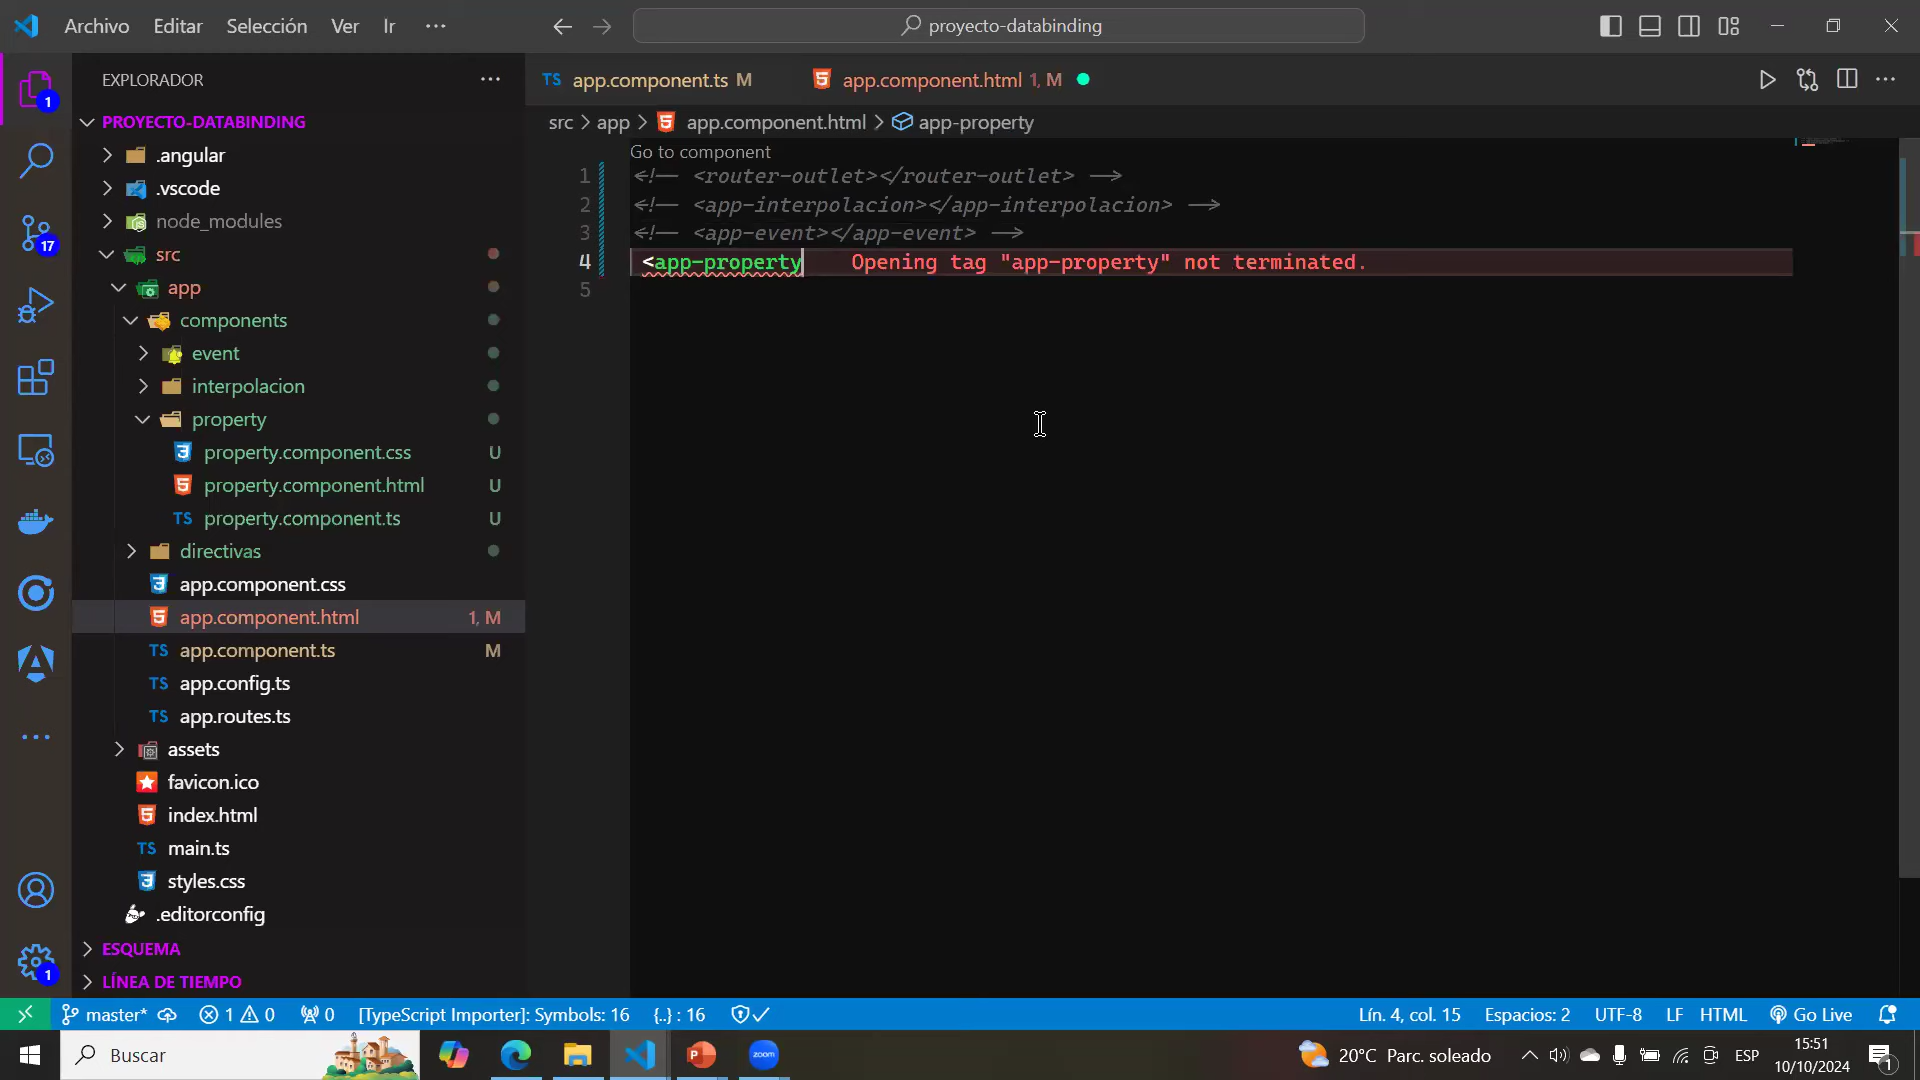 Archivo Editar Selección Ver Ir ··· proyecto-databinding
EXPLORADOR ···
1
PROYECTO-DATABINDING
.angular
.vscode
node_modules
17
src
app
components
event
interpolacion
property
property.component.css U
property.component.html U
property.component.ts U
directivas
app.component.css
app.component.html 1, M
app.component.ts M
app.config.ts
app.routes.ts
assets
favicon.ico
index.html
main.ts
styles.css
.editorconfig
ESQUEMA
1
LÍNEA DE TIEMPO
TS app.component.ts M app.component.html 1, M
src > app > app.component.html > app-property
Go to component
1 <!-- <router-outlet></router-outlet> -->
2 <!-- <app-interpolacion></app-interpolacion> -->
3 <!-- <app-event></app-event> -->
4 <app-property Opening tag "app-property" not terminated.
5
master* 1 0 0 [TypeScript Importer]: Symbols: 16 {..} : 16 Lín. 4, col. 15 Espacios: 2 UTF-8 LF HTML Go Live
Buscar zoom 20°C Parc. soleado ESP 15:51
10/10/2024 1